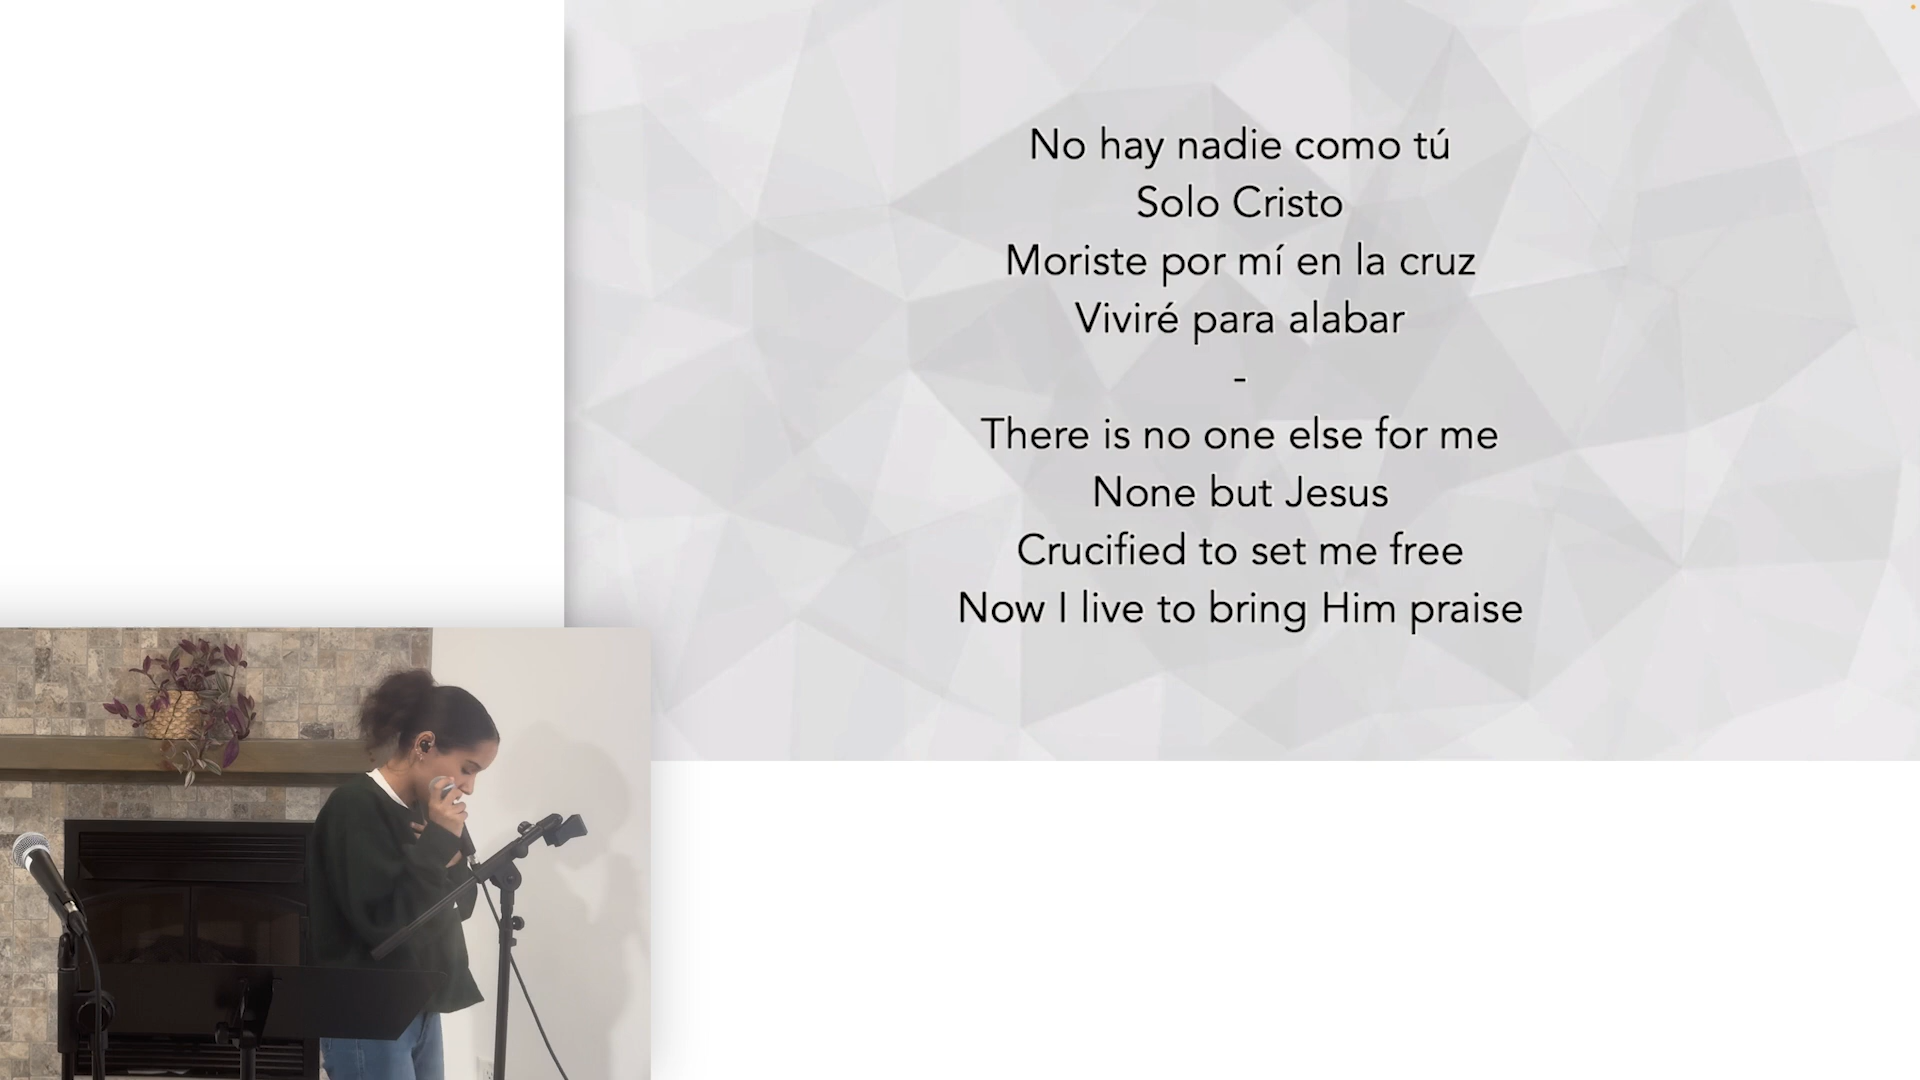 No hay nadie como tú
Solo Cristo
Moriste por mí en la cruz
Viviré para alabar
-
There is no one else for me
None but Jesus
Crucified to set me free
Now I live to bring Him praise